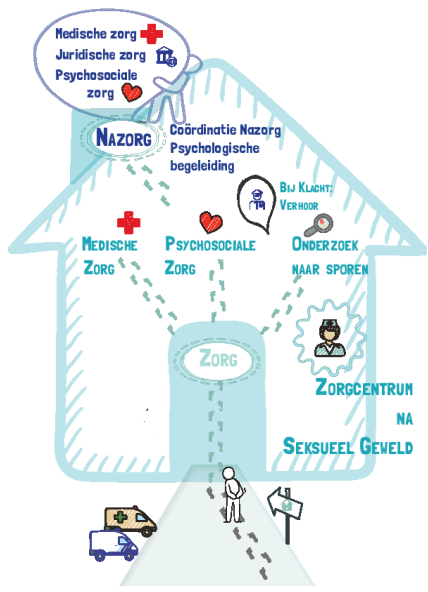 Medische zorg
Juridische zorg
Psychosociale
zorg
Nazorg
Coördinatie Nazorg
Psychologische
begeleiding
Bij Klacht:
Verhoor
Medische
Zorg
Psychosociale
Zorg
Onderzoek
naar sporen
Zorg
Zorgcentrum
na
Seksueel Geweld